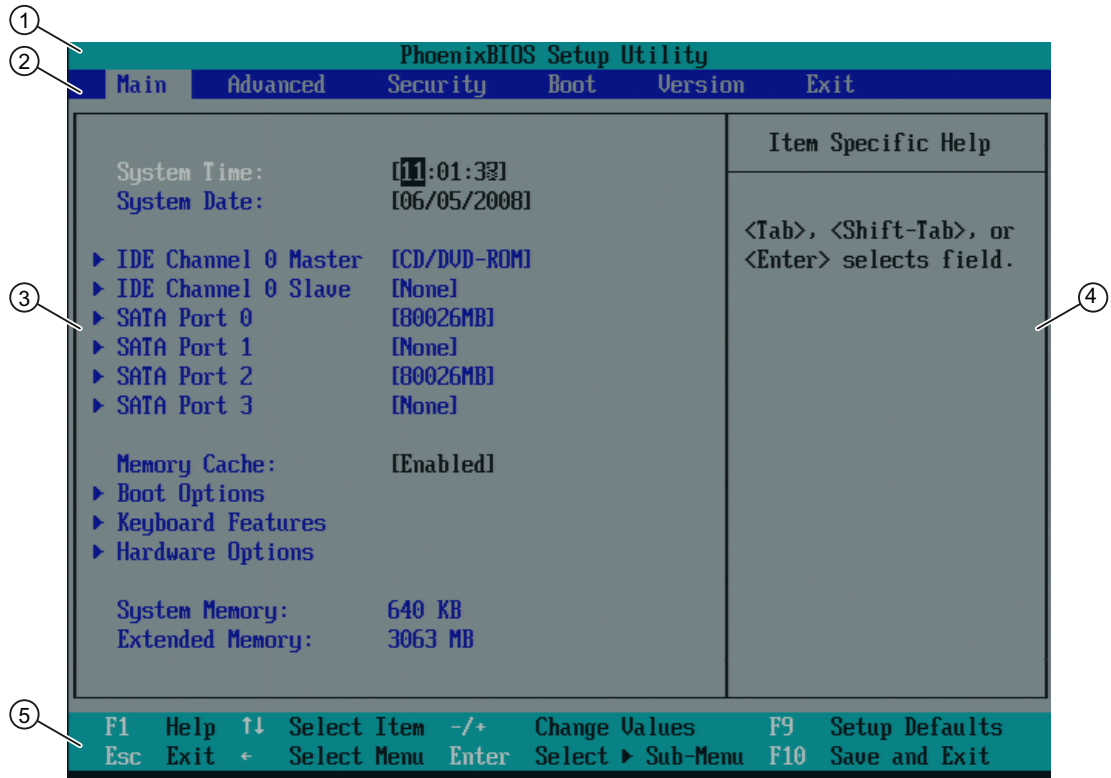 1
PhoenixBIOS Setup Utility
2
Main Advanced Security Boot Version Exit
Item Specific Help
System Time: [11:01:3]
System Date: [06/05/2008]
<Tab>, <Shift-Tab>, or
▶ IDE Channel 0 Master [CD/DVD-ROM] <Enter> selects field.
▶ IDE Channel 0 Slave [None]
3
4
▶ SATA Port 0 [80026MB]
▶ SATA Port 1 [None]
▶ SATA Port 2 [80026MB]
▶ SATA Port 3 [None]
Memory Cache: [Enabled]
▶ Boot Options
▶ Keyboard Features
▶ Hardware Options
System Memory: 640 KB
Extended Memory: 3063 MB
5
F1 Help ↑↓ Select Item -/+ Change Values F9 Setup Defaults
Esc Exit ← Select Menu Enter Select ▶ Sub-Menu F10 Save and Exit